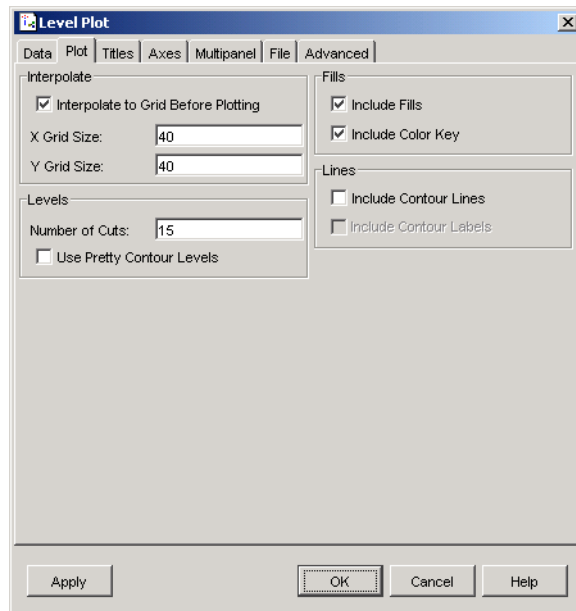 Level Plot
Data Plot Titles Axes Multipanel File Advanced
Interpolate
Interpolate to Grid Before Plotting
X Grid Size: 40
Y Grid Size: 40
Levels
Number of Cuts: 15
Use Pretty Contour Levels
Fills
Include Fills
Include Color Key
Lines
Include Contour Lines
Include Contour Labels
Apply OK Cancel Help